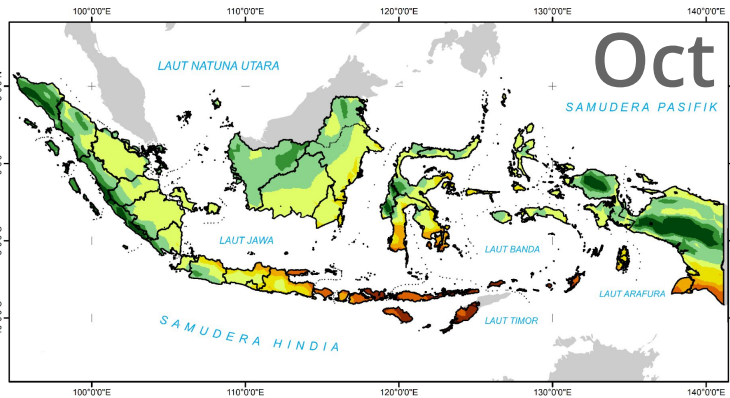 100°0'0"E 110°0'0"E 120°0'0"E 130°0'0"E 140°0'0"E
Oct
LAUT NATUNA UTARA
SAMUDERA PASIFIK
LAUT JAWA
LAUT BANDA
LAUT ARAFURA
SAMUDERA HINDIA
LAUT TIMOR
100°0'0"E 110°0'0"E 120°0'0"E 130°0'0"E 140°0'0"E